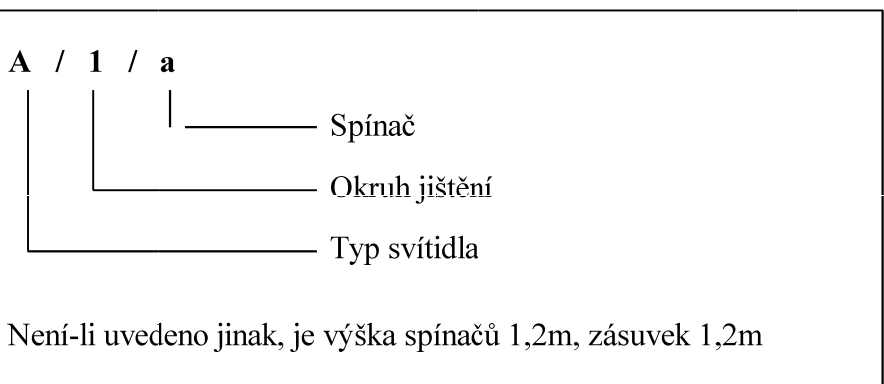 A / 1 / a
Spínač
Okruh jištění
Typ svítidla
Není-li uvedeno jinak, je výška spínačů 1,2m, zásuvek 1,2m